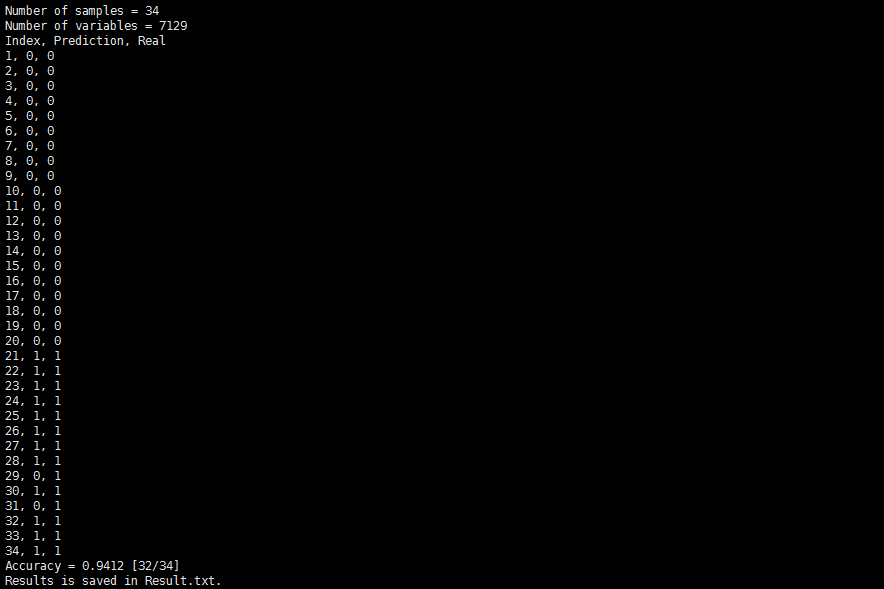 Number of samples = 34
Number of variables = 7129
Index, Prediction, Real
1, 0, 0
2, 0, 0
3, 0, 0
4, 0, 0
5, 0, 0
6, 0, 0
7, 0, 0
8, 0, 0
9, 0, 0
10, 0, 0
11, 0, 0
12, 0, 0
13, 0, 0
14, 0, 0
15, 0, 0
16, 0, 0
17, 0, 0
18, 0, 0
19, 0, 0
20, 0, 0
21, 1, 1
22, 1, 1
23, 1, 1
24, 1, 1
25, 1, 1
26, 1, 1
27, 1, 1
28, 1, 1
29, 0, 1
30, 1, 1
31, 0, 1
32, 1, 1
33, 1, 1
34, 1, 1
Accuracy = 0.9412 [32/34]
Results is saved in Result.txt.